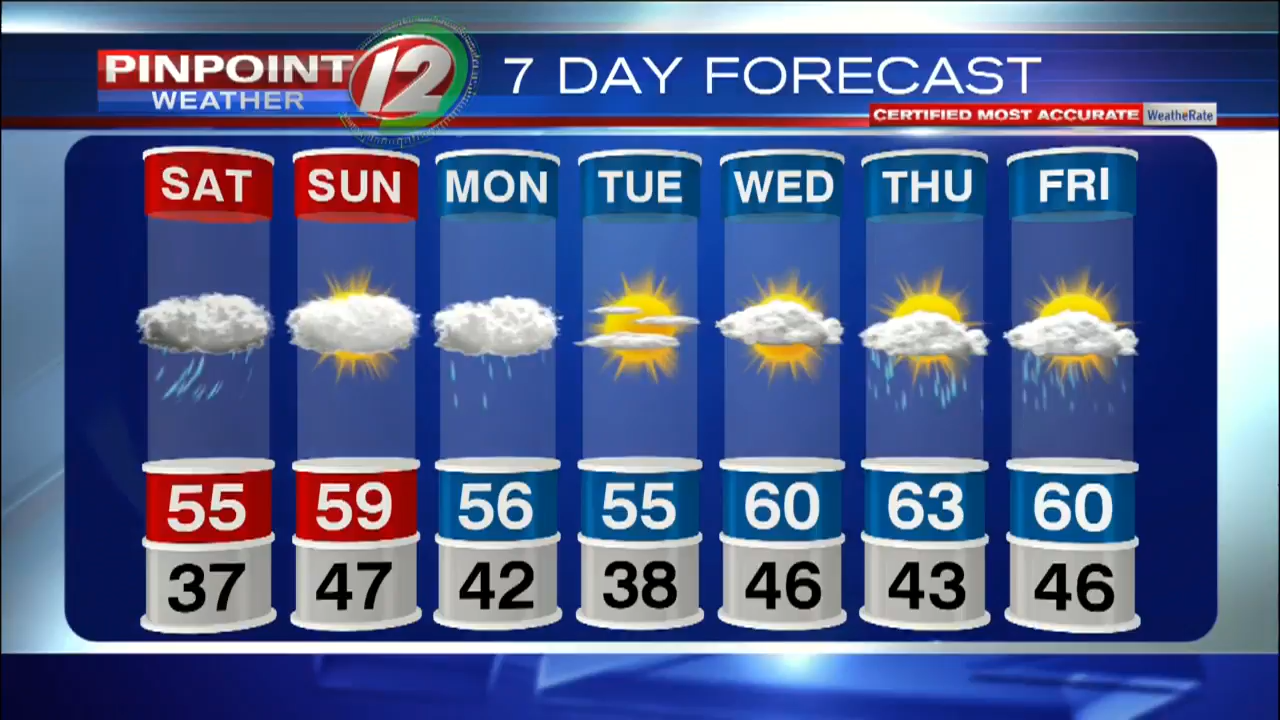 PINPOINT 12
WEATHER
7 DAY FORECAST
CERTIFIED MOST ACCURATE WeatheRate
SAT SUN MON TUE WED THU FRI
55 59 56 55 60 63 60
37 47 42 38 46 43 46